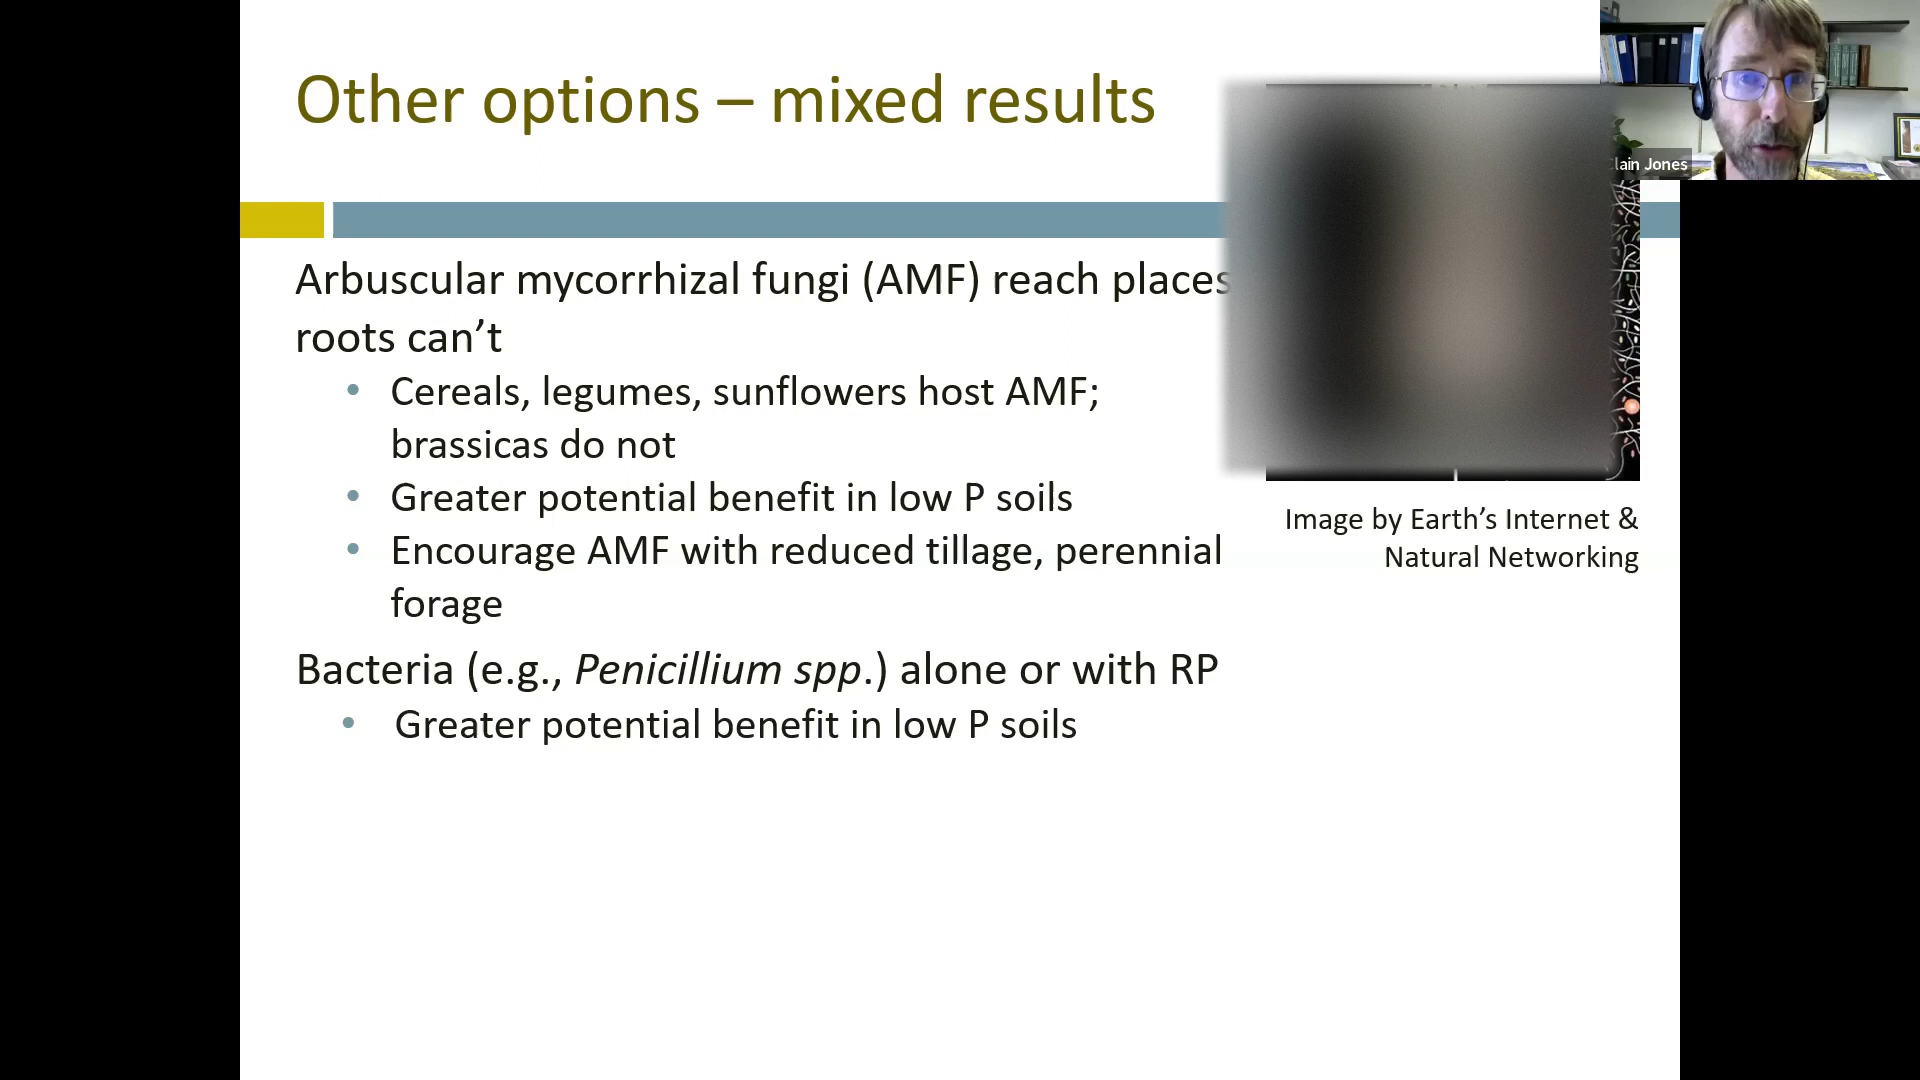 Other options – mixed results
lain Jones
Arbuscular mycorrhizal fungi (AMF) reach places
roots can’t
• Cereals, legumes, sunflowers host AMF;
brassicas do not
• Greater potential benefit in low P soils
• Encourage AMF with reduced tillage, perennial
forage
Image by Earth’s Internet &
Natural Networking
Bacteria (e.g., Penicillium spp.) alone or with RP
• Greater potential benefit in low P soils